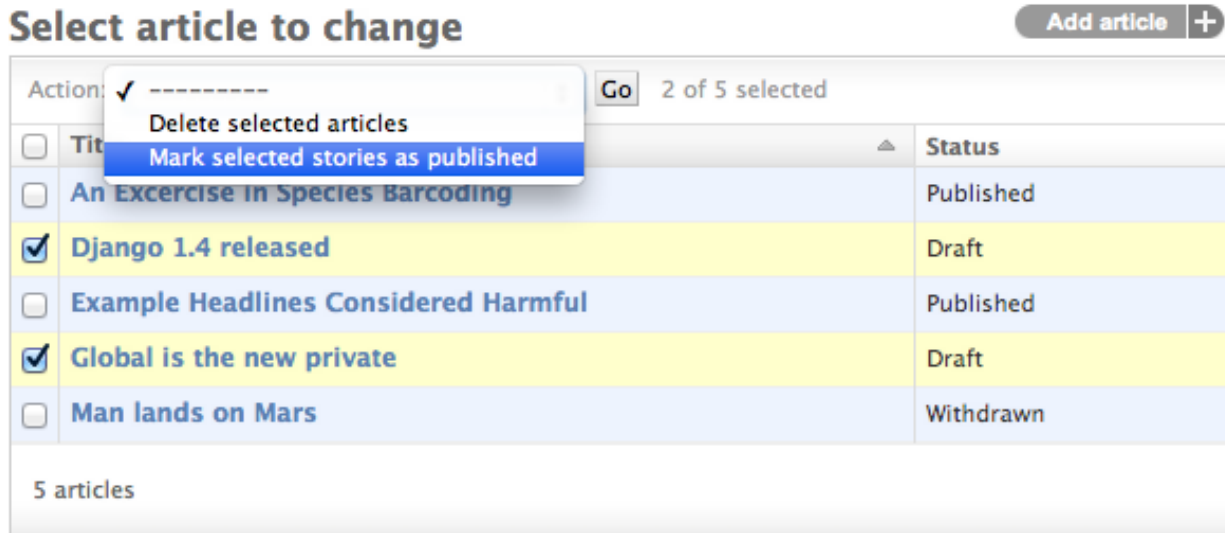 Select article to change
Add article +
Action: ✓ ---------
Go 2 of 5 selected
Delete selected articles
Mark selected stories as published
Status
An Excercise in Species Barcoding Published
Django 1.4 released Draft
Example Headlines Considered Harmful Published
Global is the new private Draft
Man lands on Mars Withdrawn
5 articles